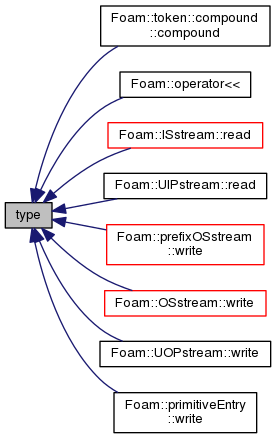 Foam::token::compound
::compound
Foam::operator<<
Foam::ISstream::read
Foam::UIPstream::read
type
Foam::prefixOSstream
::write
Foam::OSstream::write
Foam::UOPstream::write
Foam::primitiveEntry
::write